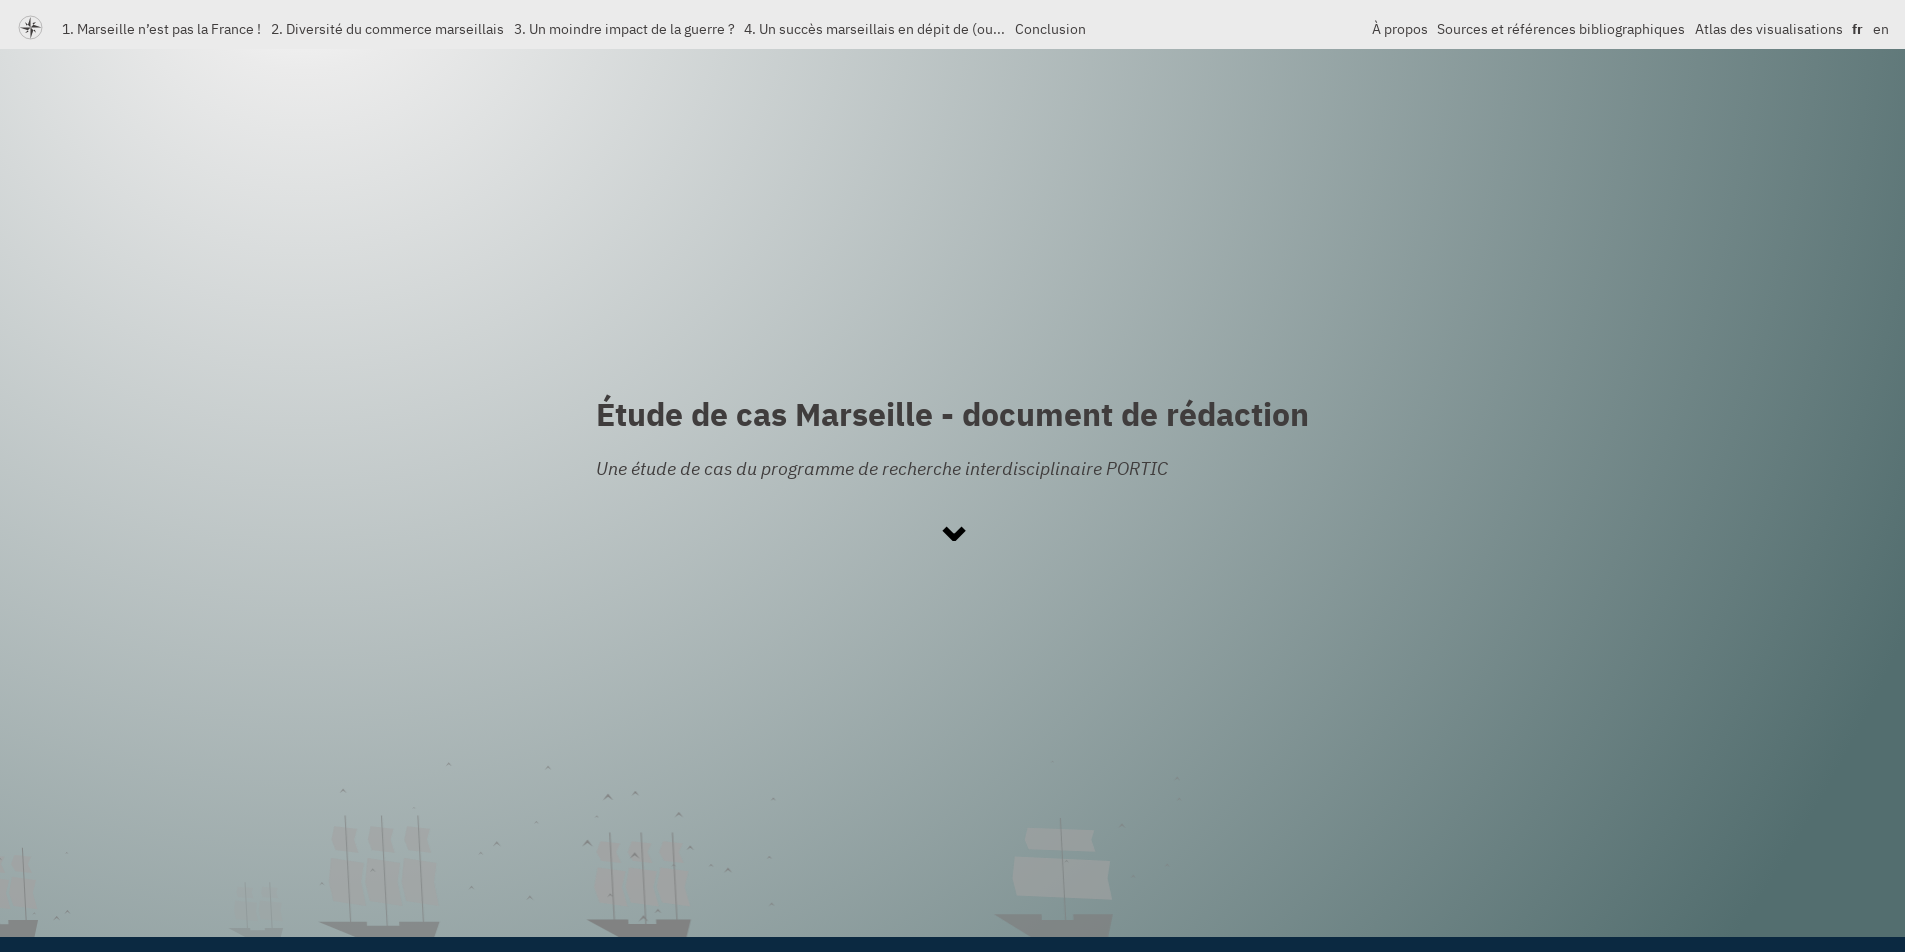 1. Marseille n’est pas la France ! 2. Diversité du commerce marseillais 3. Un moindre impact de la guerre ? 4. Un succès marseillais en dépit de (ou... Conclusion À propos Sources et références bibliographiques Atlas des visualisations fr en
Étude de cas Marseille - document de rédaction
Une étude de cas du programme de recherche interdisciplinaire PORTIC